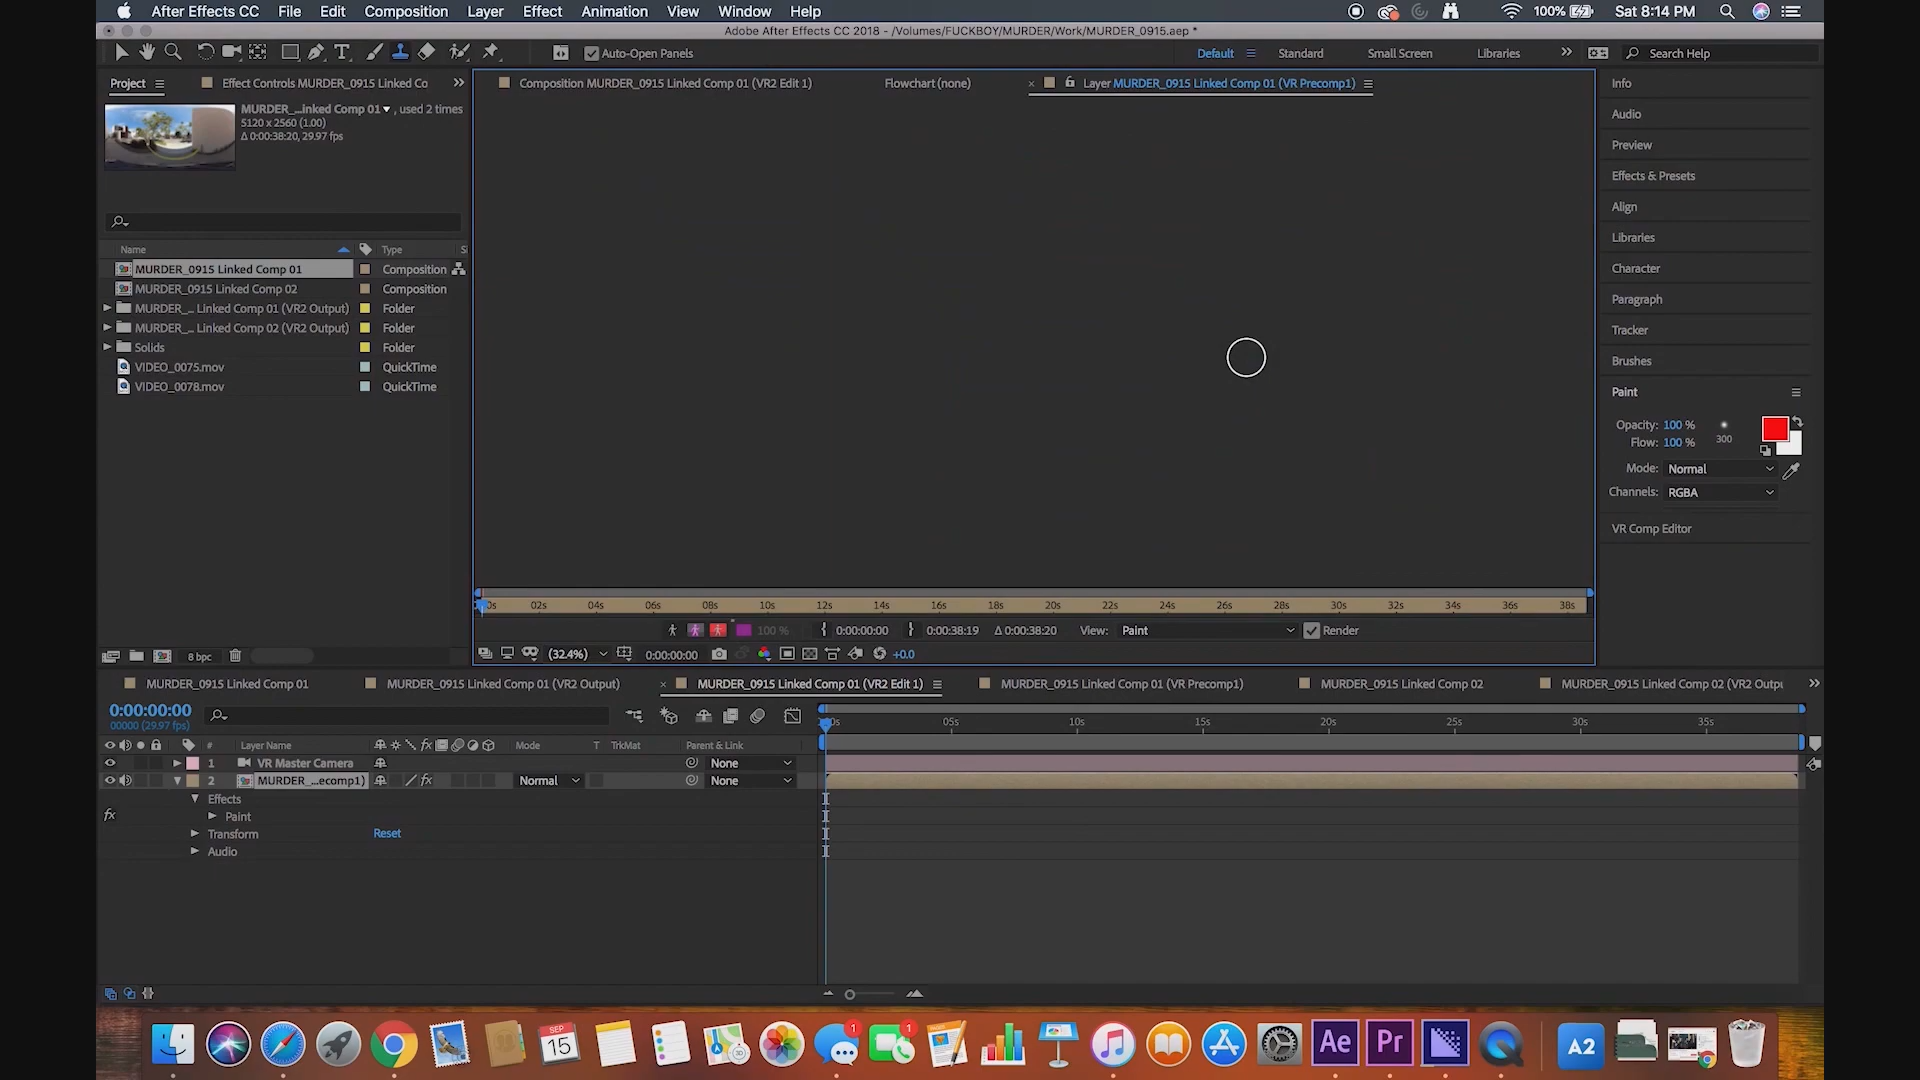 After Effects CC File Edit Composition Layer Effect Animation View Window Help 100% Sat 8:14 PM
Adobe After Effects CC 2018 - /Volumes/FUCKBOY/MURDER/Work/MURDER_0915.aep *
T Auto-Open Panels Default Standard Small Screen Libraries >> Search Help
Project Effect Controls MURDER_0915 Linked Co >> Composition MURDER_0915 Linked Comp 01 (VR2 Edit 1) Flowchart (none) × Layer MURDER_0915 Linked Comp 01 (VR Precomp1) Info
MURDER_...inked Comp 01 , used 2 times
5120 x 2560 (1.00)
Δ 0:00:38:20, 29.97 fps
Audio
Preview
Effects & Presets
Align
Libraries
Character
Paragraph
Tracker
Brushes
Paint
Opacity: 100 %
Flow: 100 %
300
Mode: Normal
Channels: RGBA
VR Comp Editor
Name Type S
MURDER_0915 Linked Comp 01 Composition
MURDER_0915 Linked Comp 02 Composition
MURDER_... Linked Comp 01 (VR2 Output) Folder
MURDER_... Linked Comp 02 (VR2 Output) Folder
Solids Folder
VIDEO_0075.mov QuickTime
VIDEO_0078.mov QuickTime
0s 02s 04s 06s 08s 10s 12s 14s 16s 18s 20s 22s 24s 26s 28s 30s 32s 34s 36s 38s
100 % 0:00:00:00 0:00:38:19 Δ 0:00:38:20 View: Paint Render
8 bpc (32.4%) 0:00:00:00 +0.0
MURDER_0915 Linked Comp 01 MURDER_0915 Linked Comp 01 (VR2 Output) × MURDER_0915 Linked Comp 01 (VR2 Edit 1) MURDER_0915 Linked Comp 01 (VR Precomp1) MURDER_0915 Linked Comp 02 MURDER_0915 Linked Comp 02 (VR2 Outpu >>
0:00:00:00
00000 (29.97 fps)
0s 05s 10s 15s 20s 25s 30s 35s
# Layer Name fx Mode T TrkMat Parent & Link
1 VR Master Camera None
2 MURDER_...ecomp1) fx Normal None
Effects
fx Paint
Transform Reset
Audio
SEP
15
3D
1
1
PAGES
Ae
Pr
A2